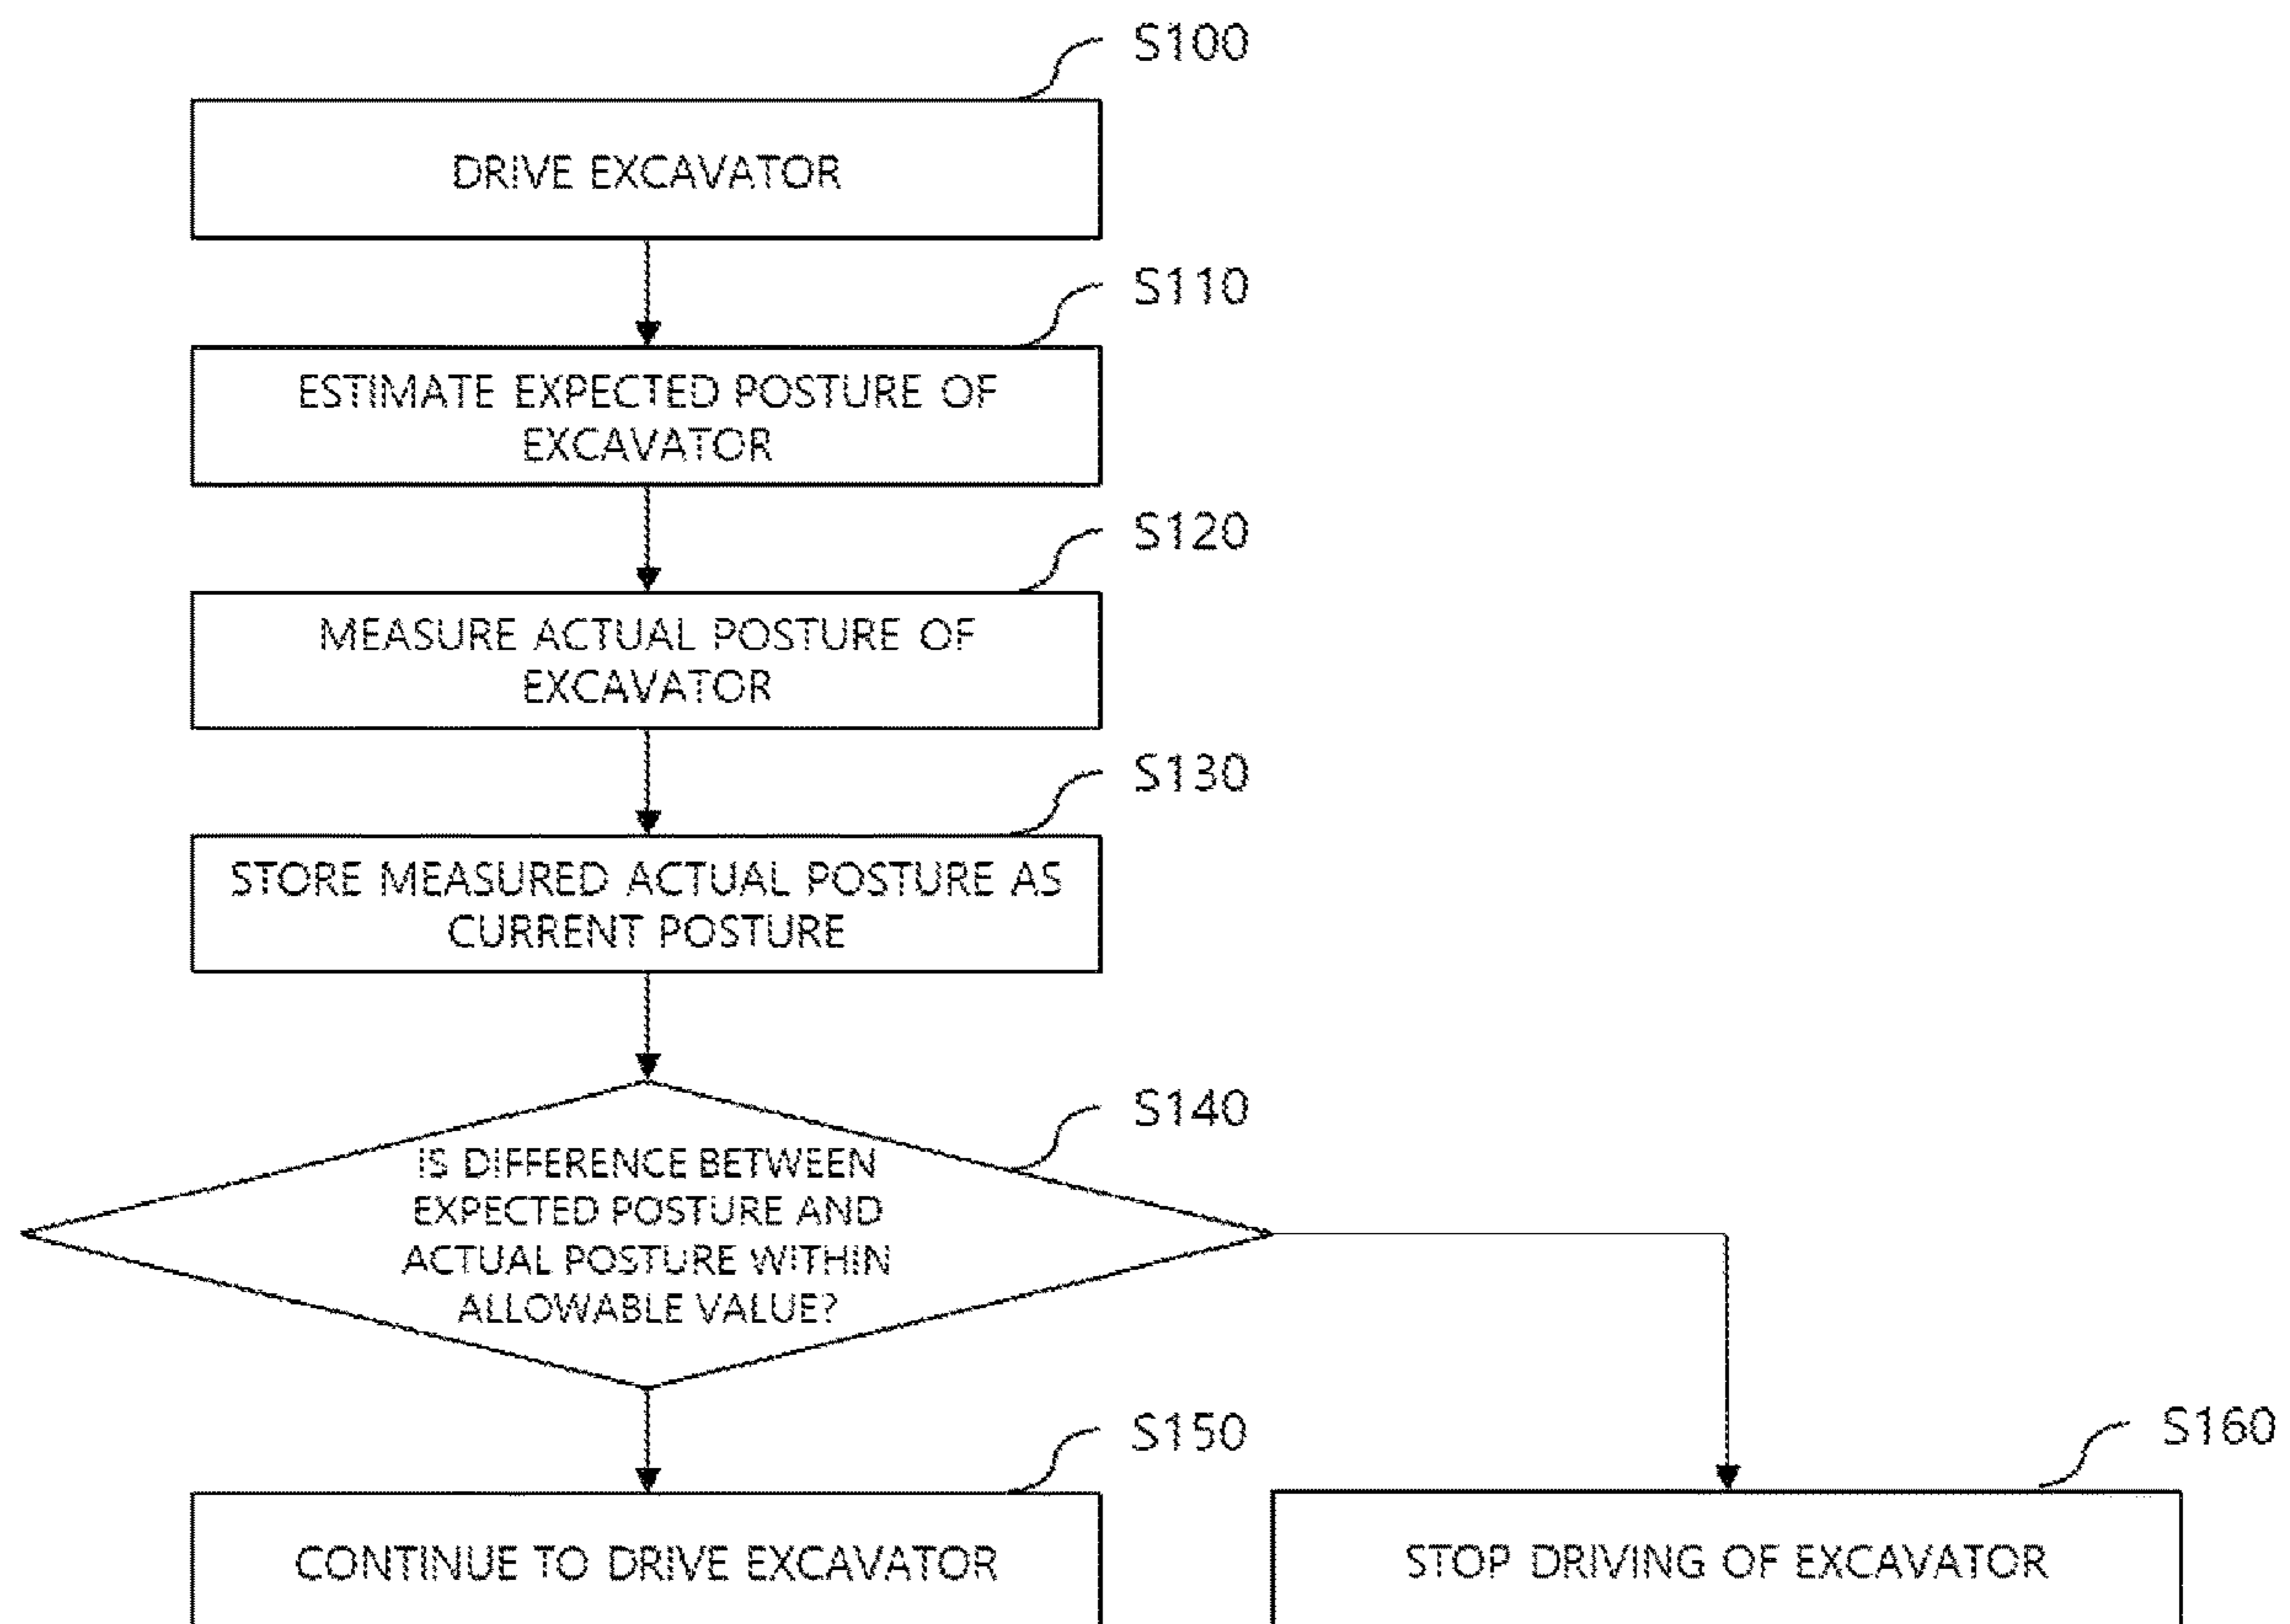 S100
DRIVE EXCAVATOR
S110
ESTIMATE EXPECTED POSTURE OF
EXCAVATOR
S120
MEASURE ACTUAL POSTURE OF
EXCAVATOR
S130
STORE MEASURED ACTUAL POSTURE AS
CURRENT POSTURE
S140
IS DIFFERENCE BETWEEN
EXPECTED POSTURE AND
ACTUAL POSTURE WITHIN
ALLOWABLE VALUE?
S150
CONTINUE TO DRIVE EXCAVATOR
S160
STOP DRIVING OF EXCAVATOR